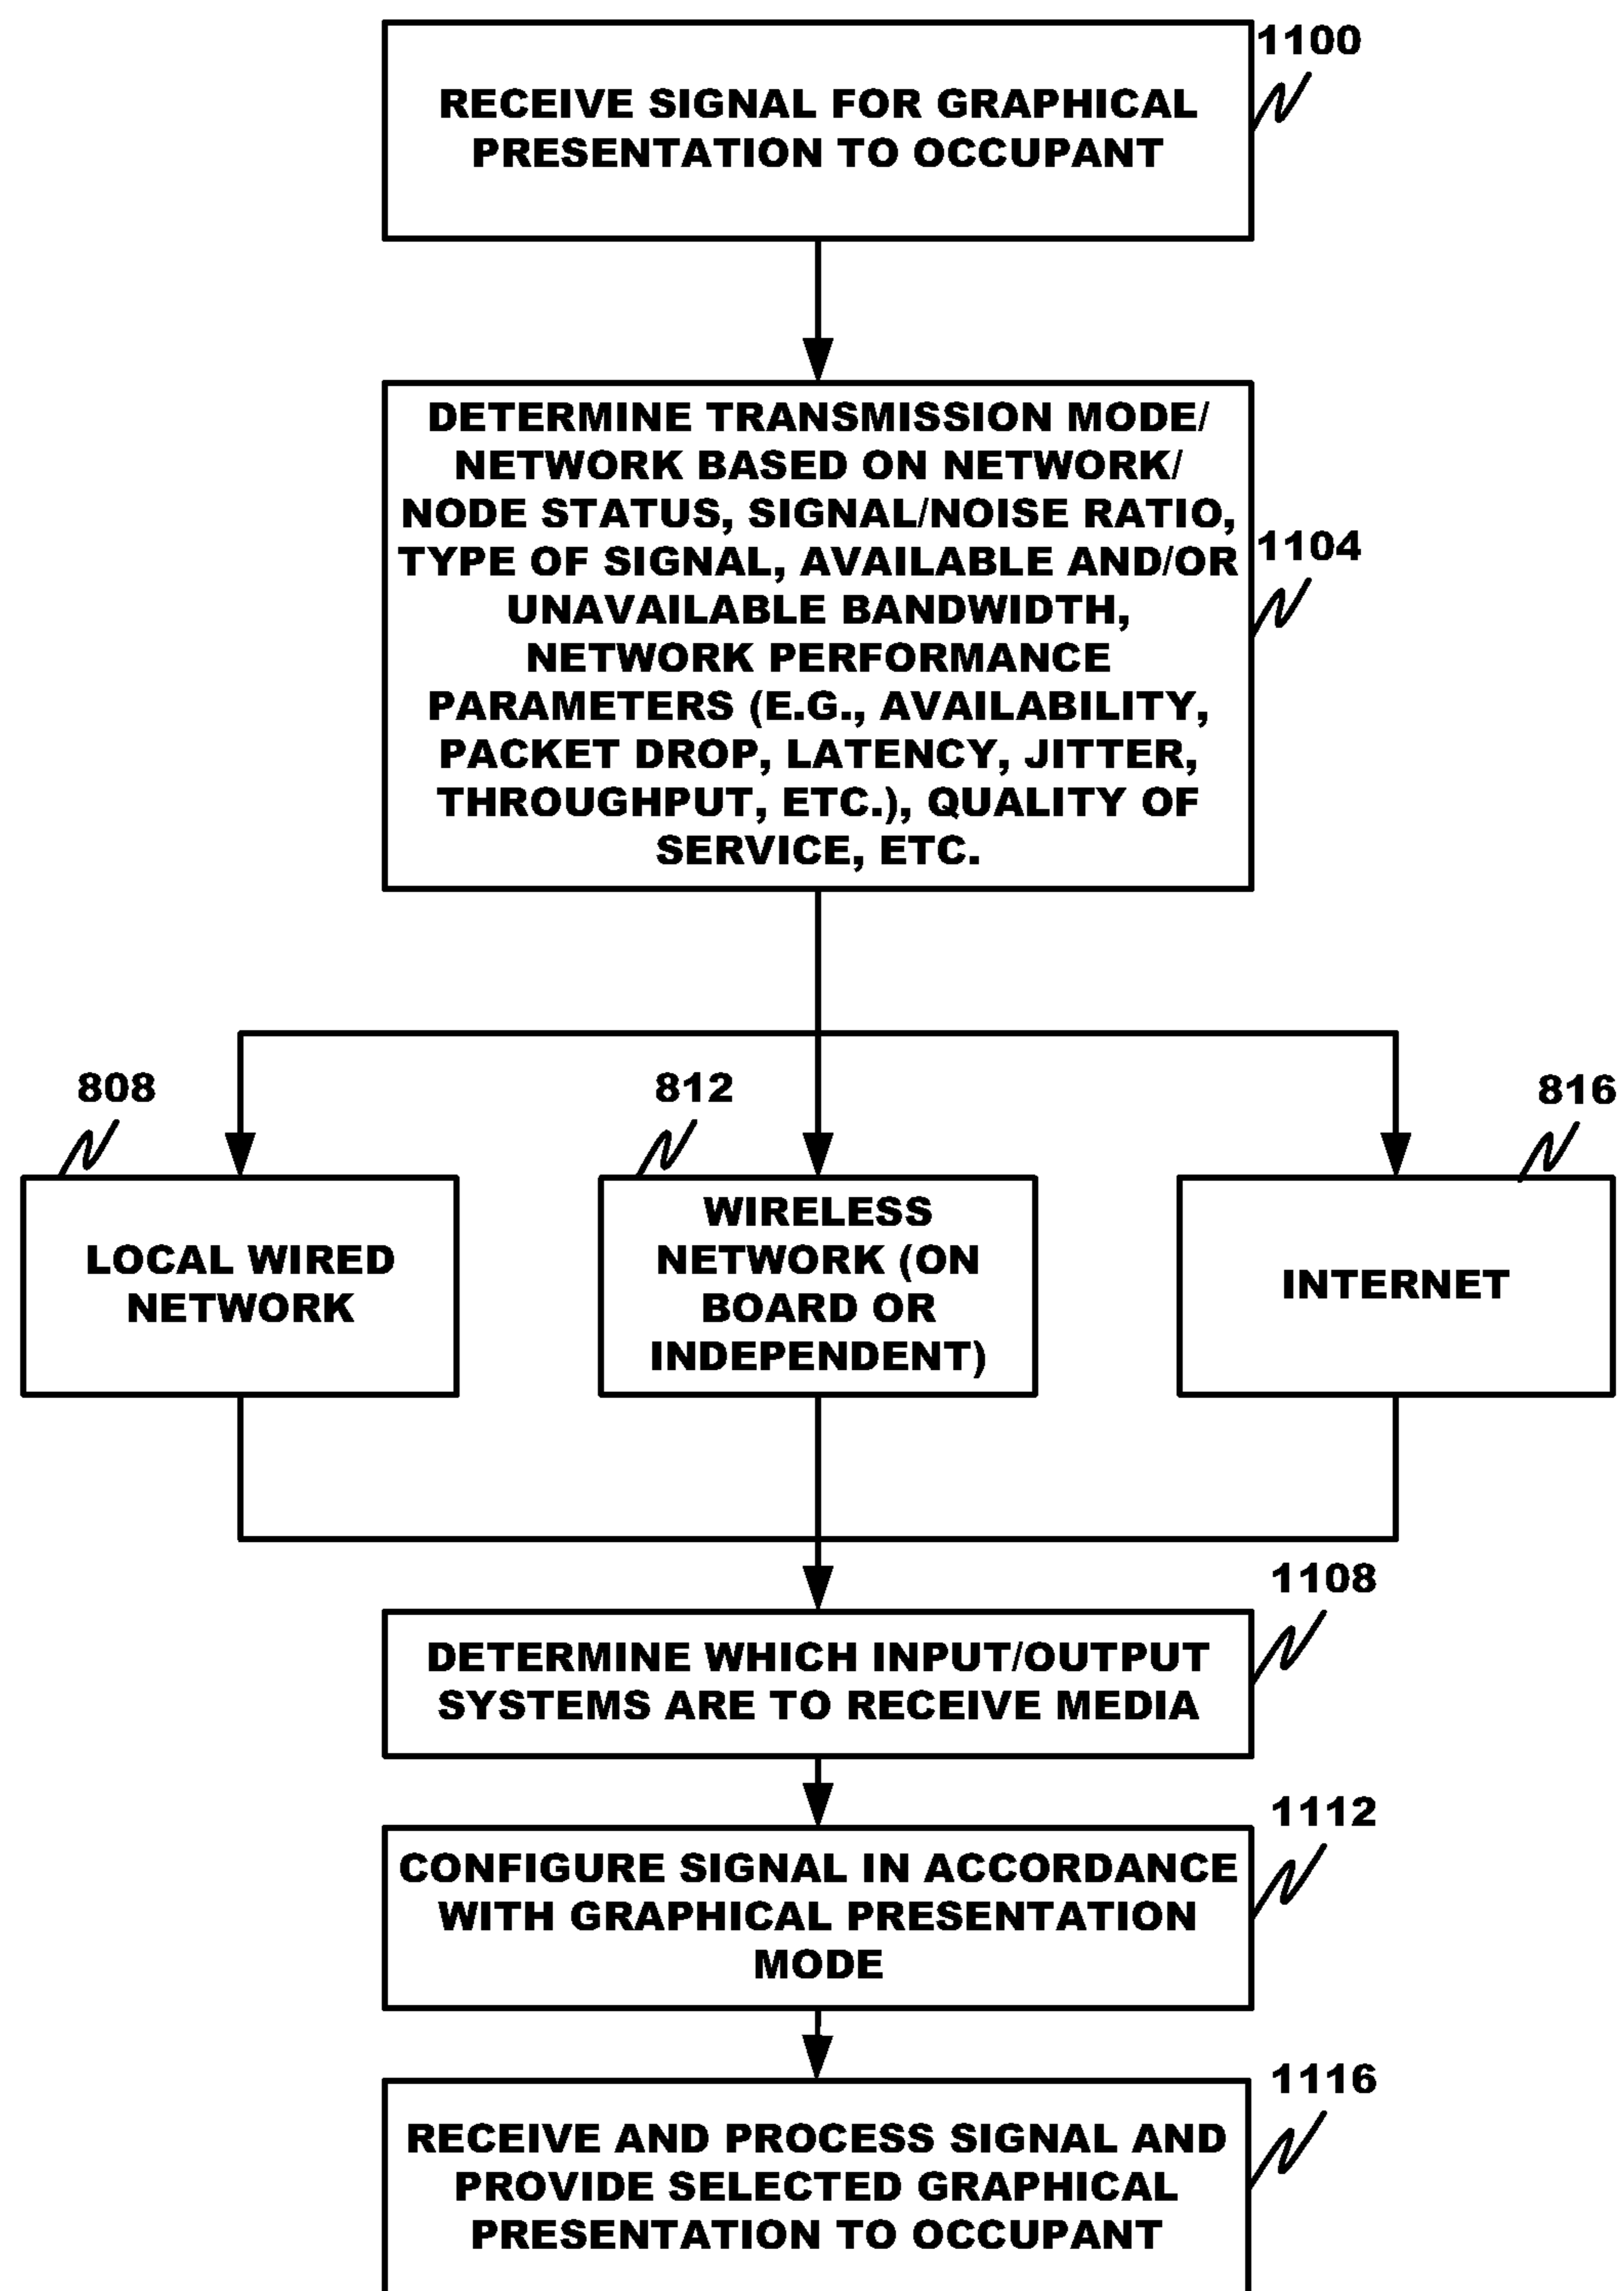 1100
RECEIVE SIGNAL FOR GRAPHICAL
PRESENTATION TO OCCUPANT
DETERMINE TRANSMISSION MODE/
NETWORK BASED ON NETWORK/
NODE STATUS, SIGNAL/NOISE RATIO,
TYPE OF SIGNAL, AVAILABLE AND/OR
UNAVAILABLE BANDWIDTH,
NETWORK PERFORMANCE
PARAMETERS (E.G., AVAILABILITY,
PACKET DROP, LATENCY, JITTER,
THROUGHPUT, ETC.), QUALITY OF
SERVICE, ETC.
1104
808
LOCAL WIRED
NETWORK
812
WIRELESS
NETWORK (ON
BOARD OR
INDEPENDENT)
816
INTERNET
1108
DETERMINE WHICH INPUT/OUTPUT
SYSTEMS ARE TO RECEIVE MEDIA
1112
CONFIGURE SIGNAL IN ACCORDANCE
WITH GRAPHICAL PRESENTATION
MODE
1116
RECEIVE AND PROCESS SIGNAL AND
PROVIDE SELECTED GRAPHICAL
PRESENTATION TO OCCUPANT